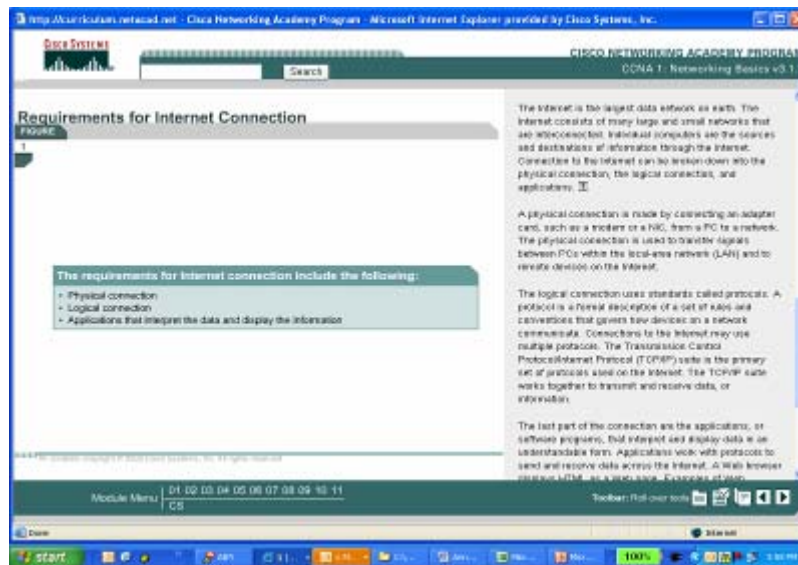 http://curriculum.netacad.net - Cisco Networking Academy Program - Microsoft Internet Explorer provided by Cisco Systems, Inc.
CISCO SYSTEMS
Search
CISCO NETWORKING ACADEMY PROGRAM
CCNA 1: Networking Basics v3.1
Requirements for Internet Connection
FIGURE
1
The requirements for Internet connection include the following:
• Physical connection
• Logical connection
• Applications that interpret the data and display the information
The Internet is the largest data network on earth. The
Internet consists of many large and small networks that
are interconnected. Individual computers are the sources
and destinations of information through the Internet.
Connection to the Internet can be broken down into the
physical connection, the logical connection, and
applications. 1
A physical connection is made by connecting an adapter
card, such as a modem or a NIC, from a PC to a network.
The physical connection is used to transfer signals
between PCs within the local-area network (LAN) and to
remote devices on the Internet.
The logical connection uses standards called protocols. A
protocol is a formal description of a set of rules and
conventions that govern how devices on a network
communicate. Connections to the Internet may use
multiple protocols. The Transmission Control
Protocol/Internet Protocol (TCP/IP) suite is the primary
set of protocols used on the Internet. The TCP/IP suite
works together to transmit and receive data, or
information.
The last part of the connection are the applications, or
software programs, that interpret and display data in an
understandable form. Applications work with protocols to
send and receive data across the Internet. A Web browser
displays HTML as a Web page. Examples of Web
Module Menu 01 02 03 04 05 06 07 08 09 10 11
CS
Toolbar: Roll over tools
Done
Internet
start
100%